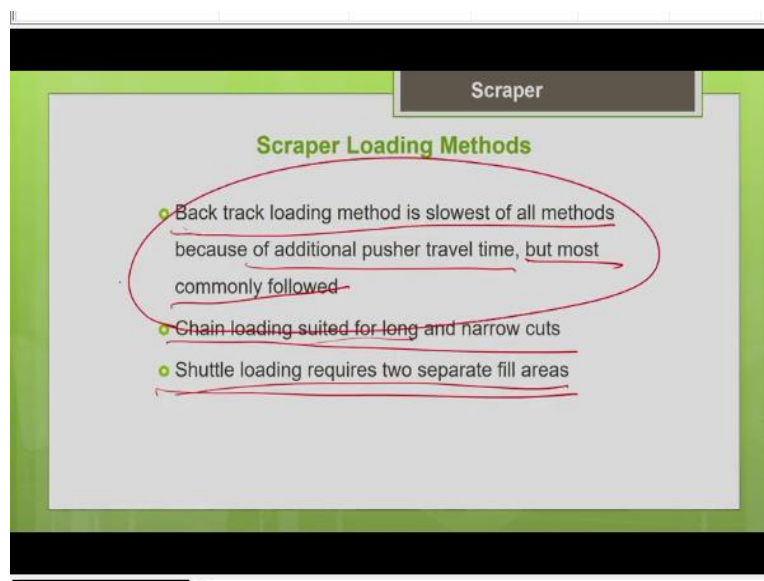 Scraper
Scraper Loading Methods
Back track loading method is slowest of all methods
because of additional pusher travel time, but most
commonly followed
Chain loading suited for long and narrow cuts
Shuttle loading requires two separate fill areas